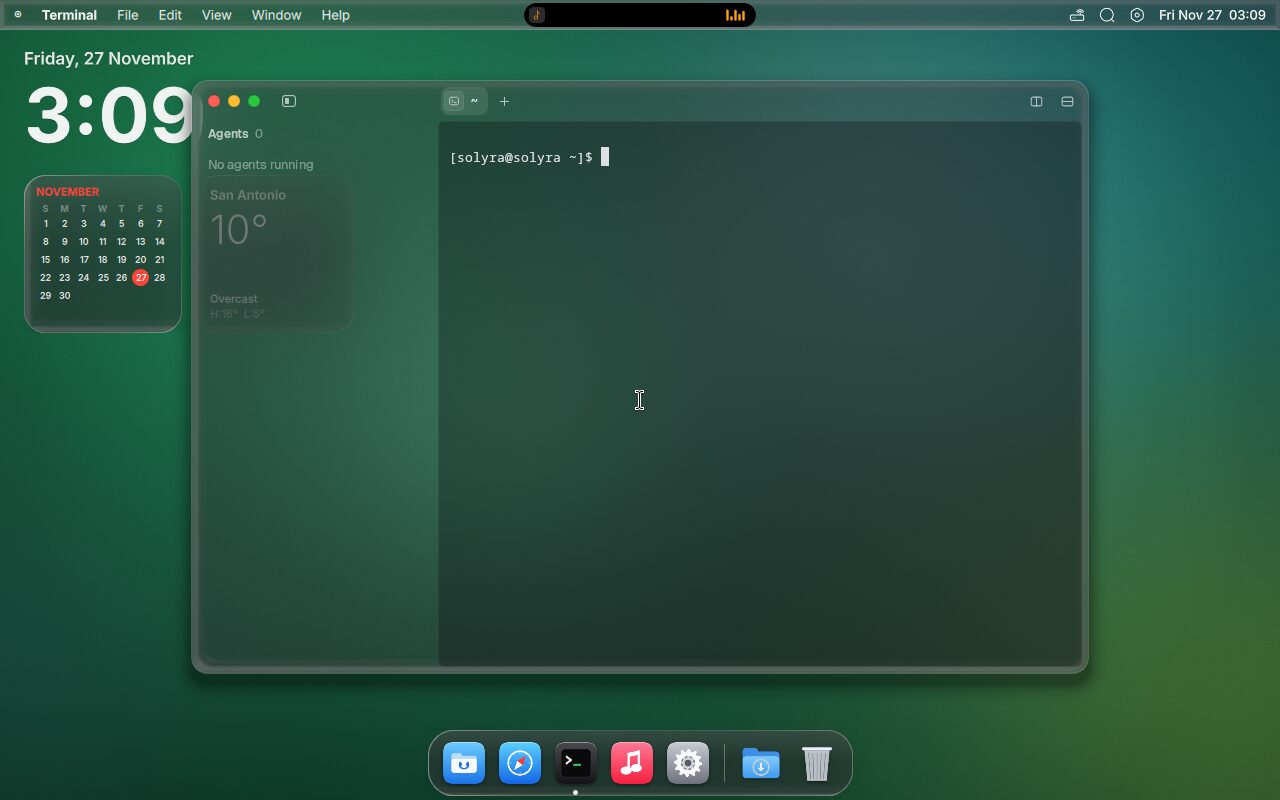 Terminal File Edit View Window Help
Fri Nov 27 03:09
Friday, 27 November
3:09
~
Agents 0
No agents running
[solyra@solyra ~]$
NOVEMBER
S M T W T F S
1 2 3 4 5 6 7
8 9 10 11 12 13 14
15 16 17 18 19 20 21
22 23 24 25 26 27 28
29 30
San Antonio
10°
Overcast
H:16° L:5°